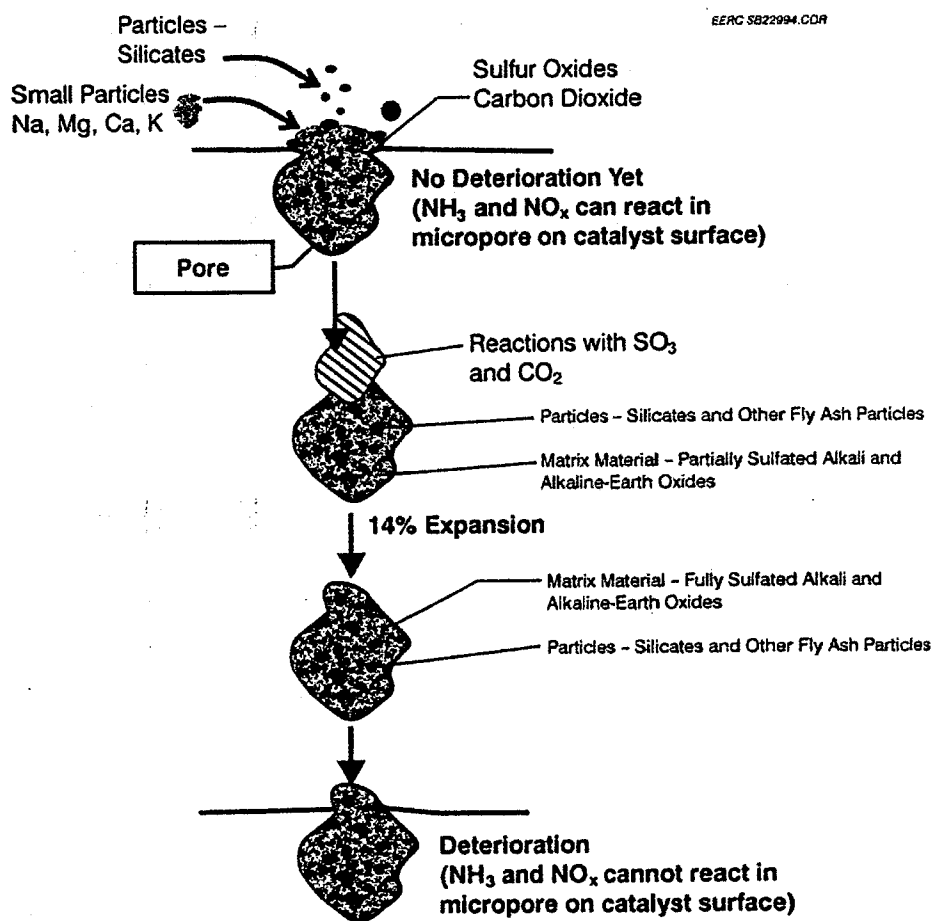 EERC SB22994.CDR
Particles –
Silicates
Small Particles
Na, Mg, Ca, K
Sulfur Oxides
Carbon Dioxide
No Deterioration Yet
(NH₃ and NOₓ can react in
micropore on catalyst surface)
Pore
Reactions with SO₃
and CO₂
Particles – Silicates and Other Fly Ash Particles
Matrix Material – Partially Sulfated Alkali and
Alkaline-Earth Oxides
14% Expansion
Matrix Material – Fully Sulfated Alkali and
Alkaline-Earth Oxides
Particles – Silicates and Other Fly Ash Particles
Deterioration
(NH₃ and NOₓ cannot react in
micropore on catalyst surface)